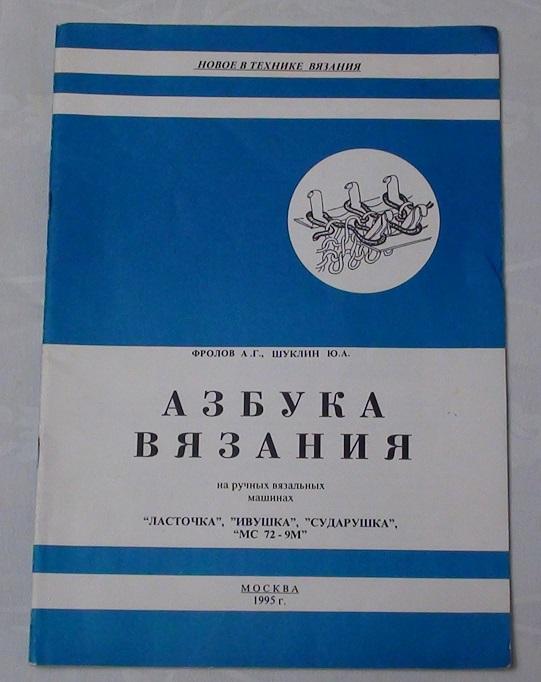 НОВОЕ В ТЕХНИКЕ ВЯЗАНИЯ
ФРОЛОВ А.Г., ШУКЛИН Ю.А.
АЗБУКА
ВЯЗАНИЯ
на ручных вязальных
машинах
“ЛАСТОЧКА”, ”ИВУШКА”, ”СУДАРУШКА”,
“МС 72 - 9М”
МОСКВА
1995 г.